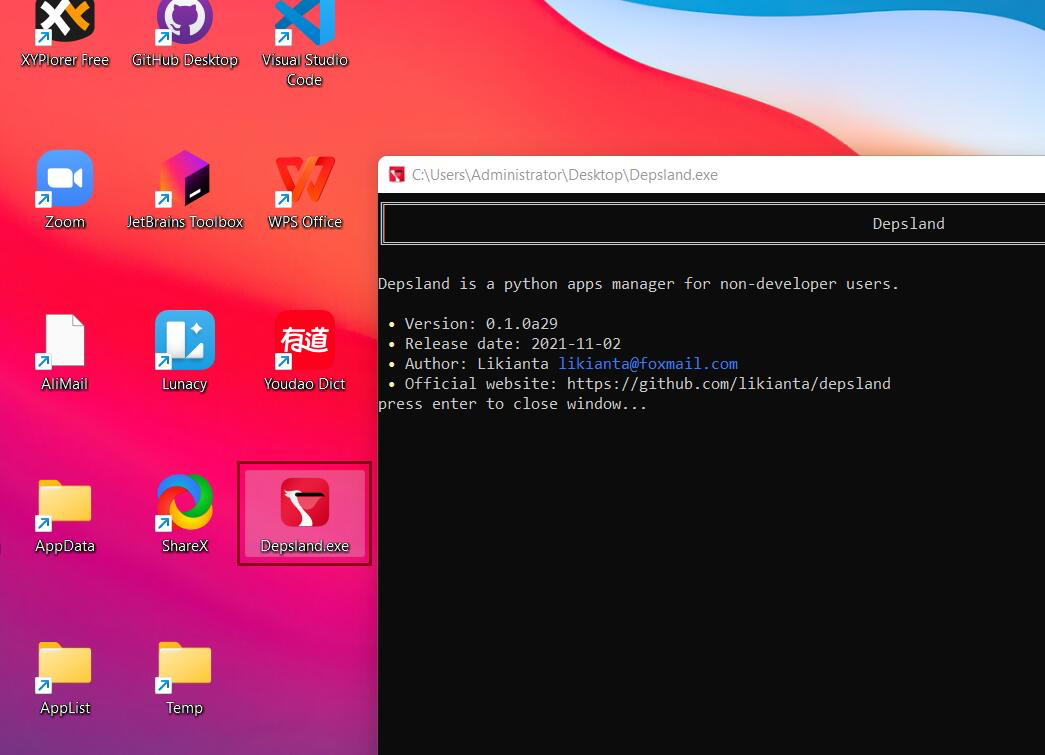 XYPlorer Free
GitHub Desktop
Visual Studio
Code
Zoom
JetBrains Toolbox
WPS Office
AliMail
Lunacy
有道
Youdao Dict
AppData
ShareX
Depsland.exe
AppList
Temp
C:\Users\Administrator\Desktop\Depsland.exe
Depsland
Depsland is a python apps manager for non-developer users.
• Version: 0.1.0a29
• Release date: 2021-11-02
• Author: Likianta likianta@foxmail.com
• Official website: https://github.com/likianta/depsland
press enter to close window...